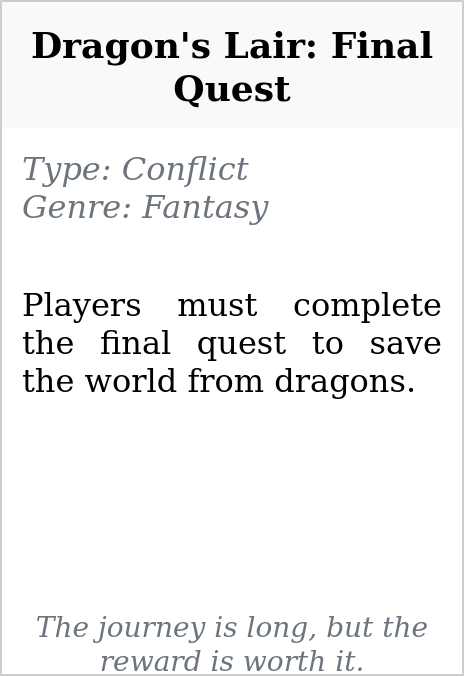 Dragon's Lair: Final
Quest
Type: Conflict
Genre: Fantasy
Players must complete
the final quest to save
the world from dragons.
The journey is long, but the
reward is worth it.